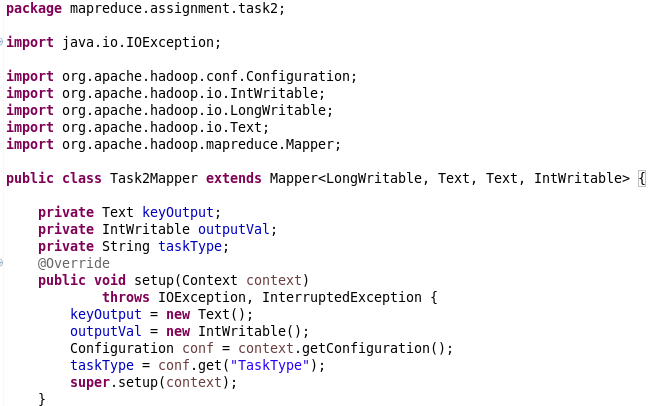 package mapreduce.assignment.task2;
import java.io.IOException;
import org.apache.hadoop.conf.Configuration;
import org.apache.hadoop.io.IntWritable;
import org.apache.hadoop.io.LongWritable;
import org.apache.hadoop.io.Text;
import org.apache.hadoop.mapreduce.Mapper;
public class Task2Mapper extends Mapper<LongWritable, Text, Text, IntWritable> {
    private Text keyOutput;
    private IntWritable outputVal;
    private String taskType;
    @Override
    public void setup(Context context)
            throws IOException, InterruptedException {
        keyOutput = new Text();
        outputVal = new IntWritable();
        Configuration conf = context.getConfiguration();
        taskType = conf.get("TaskType");
        super.setup(context);
    }